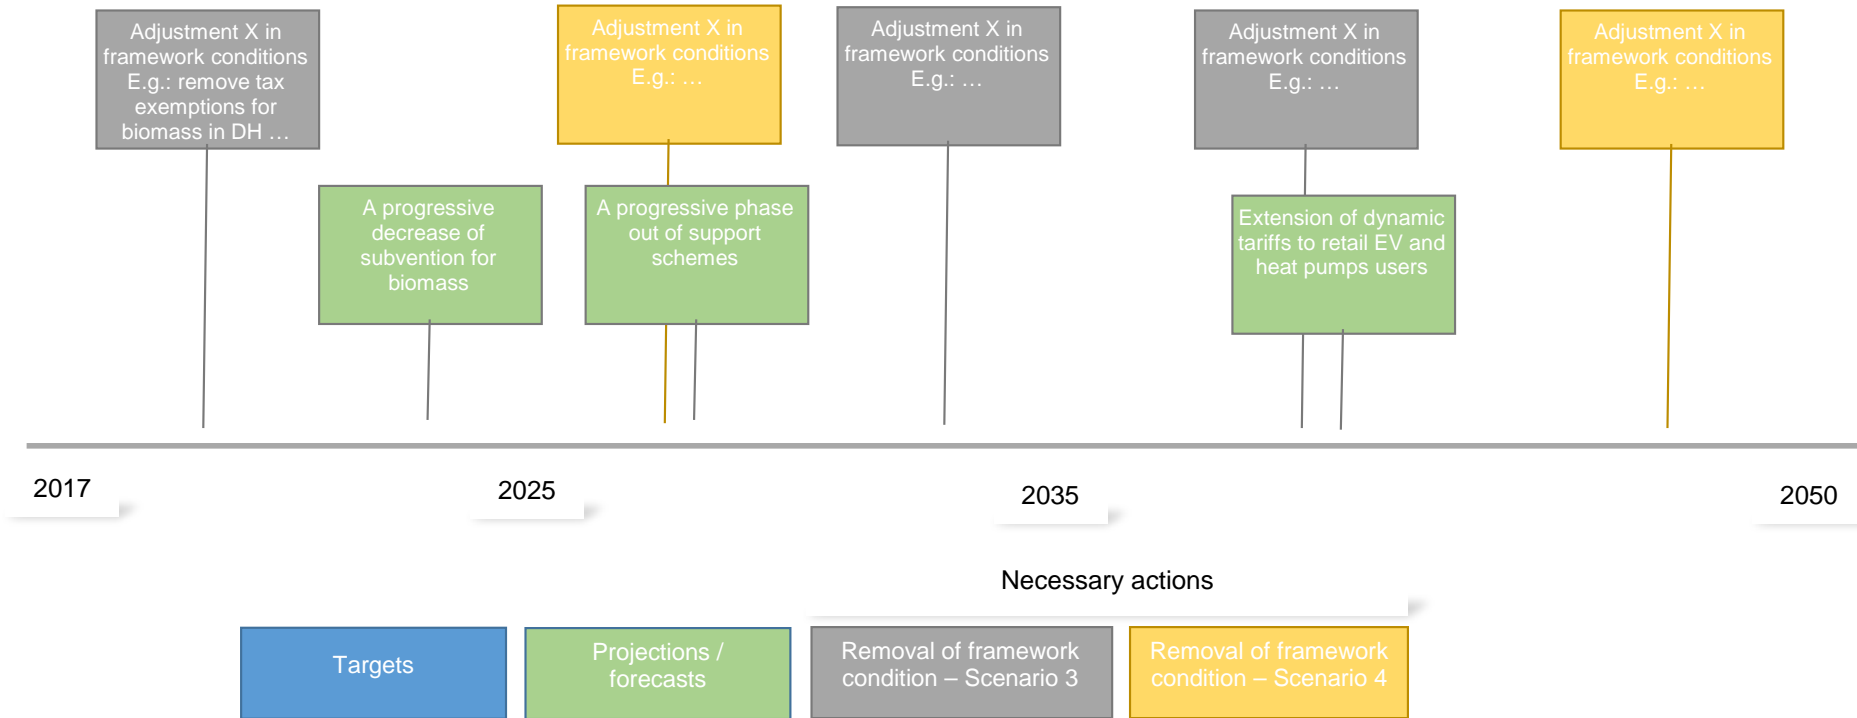 Adjustment X in
framework conditions
E.g.: remove tax
exemptions for
biomass in DH …
Adjustment X in
framework conditions
E.g.: …
Adjustment X in
framework conditions
E.g.: …
Adjustment X in
framework conditions
E.g.: …
Adjustment X in
framework conditions
E.g.: …
A progressive
decrease of
subvention for
biomass
A progressive phase
out of support
schemes
Extension of dynamic
tariffs to retail EV and
heat pumps users
2017
2025
2035
2050
Necessary actions
Targets
Projections /
forecasts
Removal of framework
condition – Scenario 3
Removal of framework
condition – Scenario 4